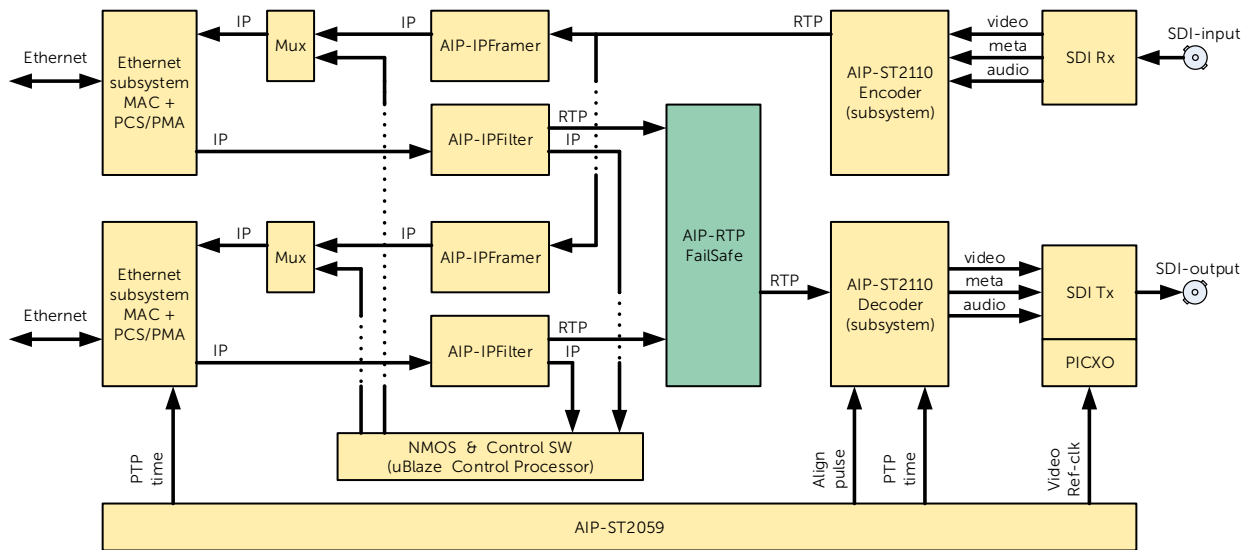 Ethernet
Ethernet
subsystem
MAC +
PCS/PMA
IP
Mux
IP
AIP-IPFramer
RTP
AIP-ST2110
Encoder
(subsystem)
video
meta
audio
SDI Rx
SDI-input
IP
AIP-IPFilter
RTP
IP
AIP-RTP
FailSafe
Ethernet
Ethernet
subsystem
MAC +
PCS/PMA
IP
Mux
IP
AIP-IPFramer
IP
AIP-IPFilter
RTP
IP
RTP
AIP-ST2110
Decoder
(subsystem)
video
meta
audio
SDI Tx
PICXO
SDI-output
NMOS & Control SW
(uBlaze Control Processor)
PTP
time
Align
pulse
PTP
time
Video
Ref-clk
AIP-ST2059